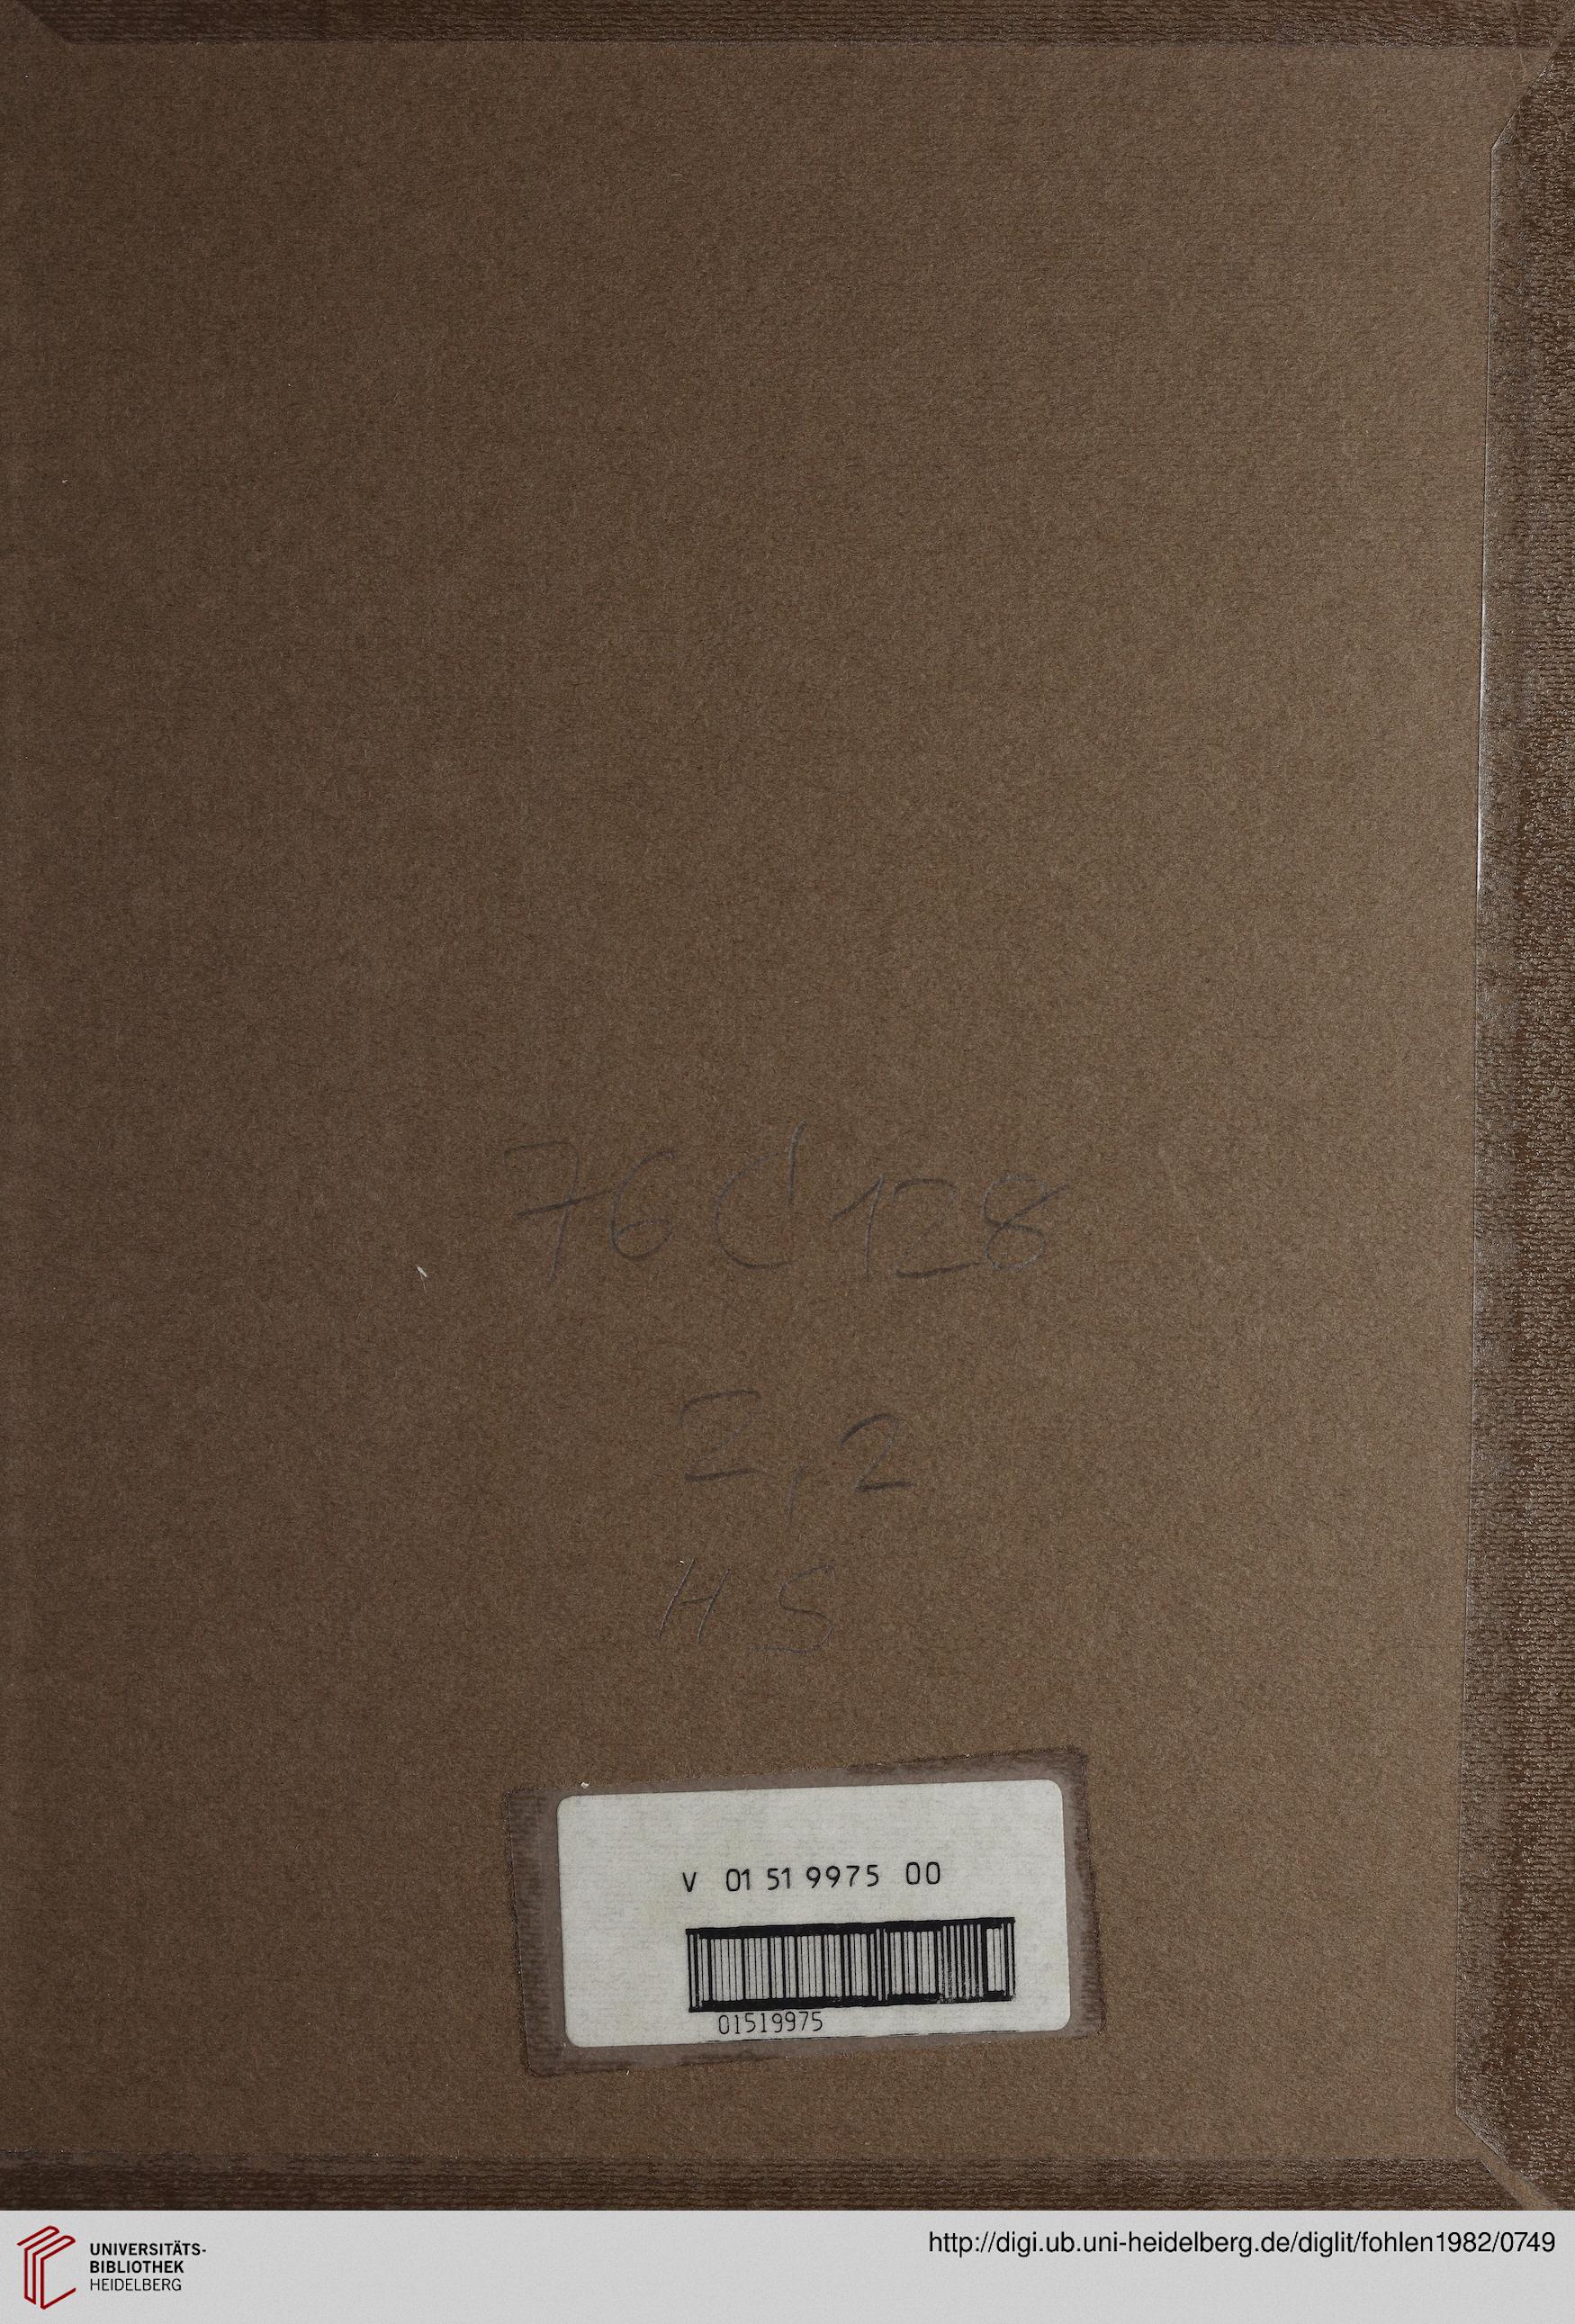 76 C 128
2,2
HS
V 01 51 9975 00
01519975
UNIVERSITÄTS-
BIBLIOTHEK
HEIDELBERG
http://digi.ub.uni-heidelberg.de/diglit/fohlen1982/0749